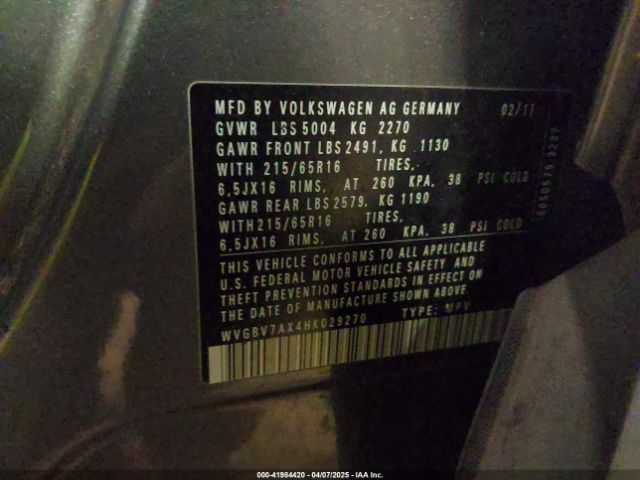 MFD BY VOLKSWAGEN AG GERMANY 02/17
GVWR LBS 5004 KG 2270
GAWR FRONT LBS 2491, KG 1130
WITH 215/65R16 TIRES,
6,5JX16 RIMS, AT 260 KPA, 38 PSI COLD
GAWR REAR LBS 2579, KG 1190
WITH 215/65R16 TIRES,
6,5JX16 RIMS, AT 260 KPA, 38 PSI COLD
THIS VEHICLE CONFORMS TO ALL APPLICABLE
U.S. FEDERAL MOTOR VEHICLE SAFETY AND
THEFT PREVENTION STANDARDS IN EFFECT ON
THE DATE OF MANUFACTURE SHOWN ABOVE.
WVGBV7AX4HK029270 TYPE: MPV
000-41984420 - 04/07/2025 - IAA Inc.